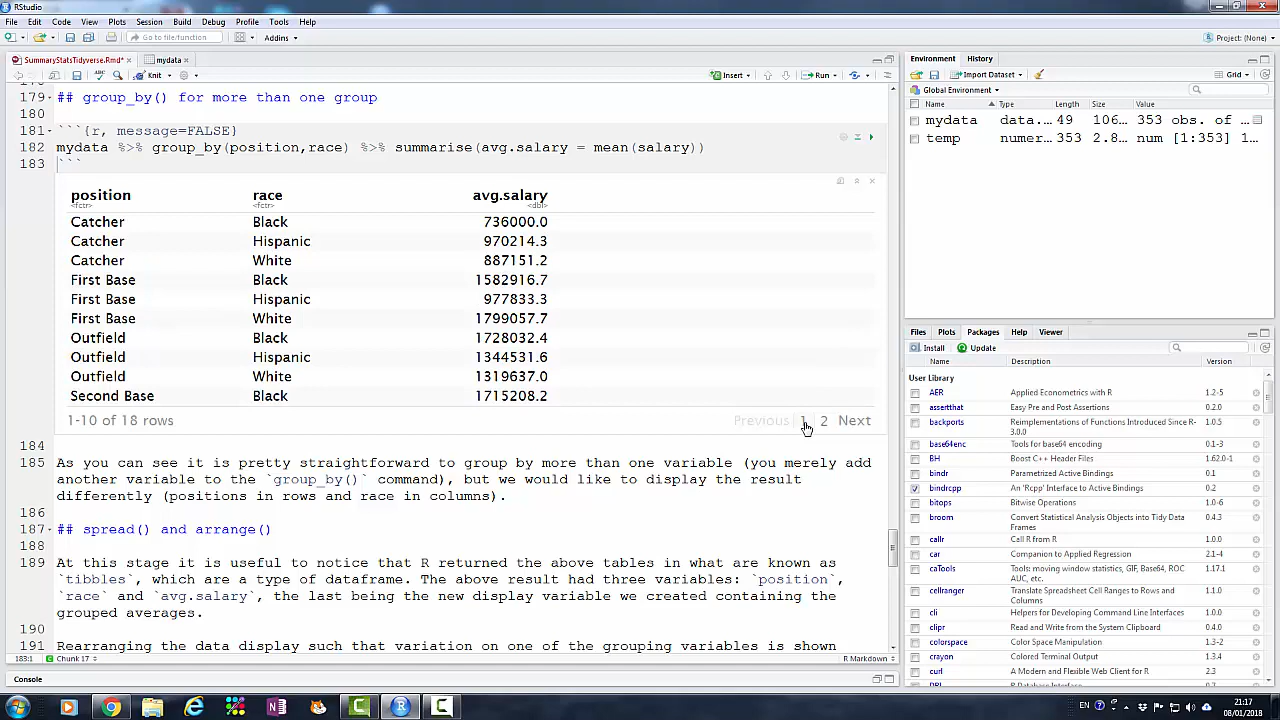 RStudio
File Edit Code View Plots Session Build Debug Profile Tools Help
Go to file/function Addins Project: (None)
SummaryStatsTidyverse.Rmd* mydata
Knit Insert Run
179 ## group_by() for more than one group
180
181 ```{r, message=FALSE}
182 mydata %>% group_by(position,race) %>% summarise(avg.salary = mean(salary))
183 ```
position race avg.salary
<fctr> <fctr> <dbl>
Catcher Black 736000.0
Catcher Hispanic 970214.3
Catcher White 887151.2
First Base Black 1582916.7
First Base Hispanic 977833.3
First Base White 1799057.7
Outfield Black 1728032.4
Outfield Hispanic 1344531.6
Outfield White 1319637.0
Second Base Black 1715208.2
1-10 of 18 rows Previous 1 2 Next
184
185 As you can see it is pretty straightforward to group by more than one variable (you merely add
another variable to the `group_by()` command), but we would like to display the result
differently (positions in rows and race in columns).
186
187 ## spread() and arrange()
188
189 At this stage it is useful to notice that R returned the above tables in what are known as
`tibbles`, which are a type of dataframe. The above result had three variables: `position`,
`race` and `avg.salary`, the last being the new display variable we created containing the
grouped averages.
190
191 Rearranging the data display such that variation on one of the grouping variables is shown
183:1 Chunk 17 R Markdown
Console
Environment History
Import Dataset Grid
Global Environment
Name Type Length Size Value
mydata data.... 49 106... 353 obs. of ...
temp numer... 353 2.8... num [1:353] 1...
Files Plots Packages Help Viewer
Install Update
Name Description Version
User Library
AER Applied Econometrics with R 1.2-5
assertthat Easy Pre and Post Assertions 0.2.0
backports Reimplementations of Functions Introduced Since R-3.0.0 1.0.5
base64enc Tools for base64 encoding 0.1-3
BH Boost C++ Header Files 1.62.0-1
bindr Parametrized Active Bindings 0.1
bindrcpp An 'Rcpp' Interface to Active Bindings 0.2
bitops Bitwise Operations 1.0-6
broom Convert Statistical Analysis Objects into Tidy Data Frames 0.4.3
callr Call R from R 1.0.0
car Companion to Applied Regression 2.1-4
caTools Tools: moving window statistics, GIF, Base64, ROC AUC, etc. 1.17.1
cellranger Translate Spreadsheet Cell Ranges to Rows and Columns 1.1.0
cli Helpers for Developing Command Line Interfaces 1.0.0
clipr Read and Write from the System Clipboard 0.4.0
colorspace Color Space Manipulation 1.3-2
crayon Colored Terminal Output 1.3.4
curl A Modern and Flexible Web Client for R 2.3
EN 21:17
08/01/2018